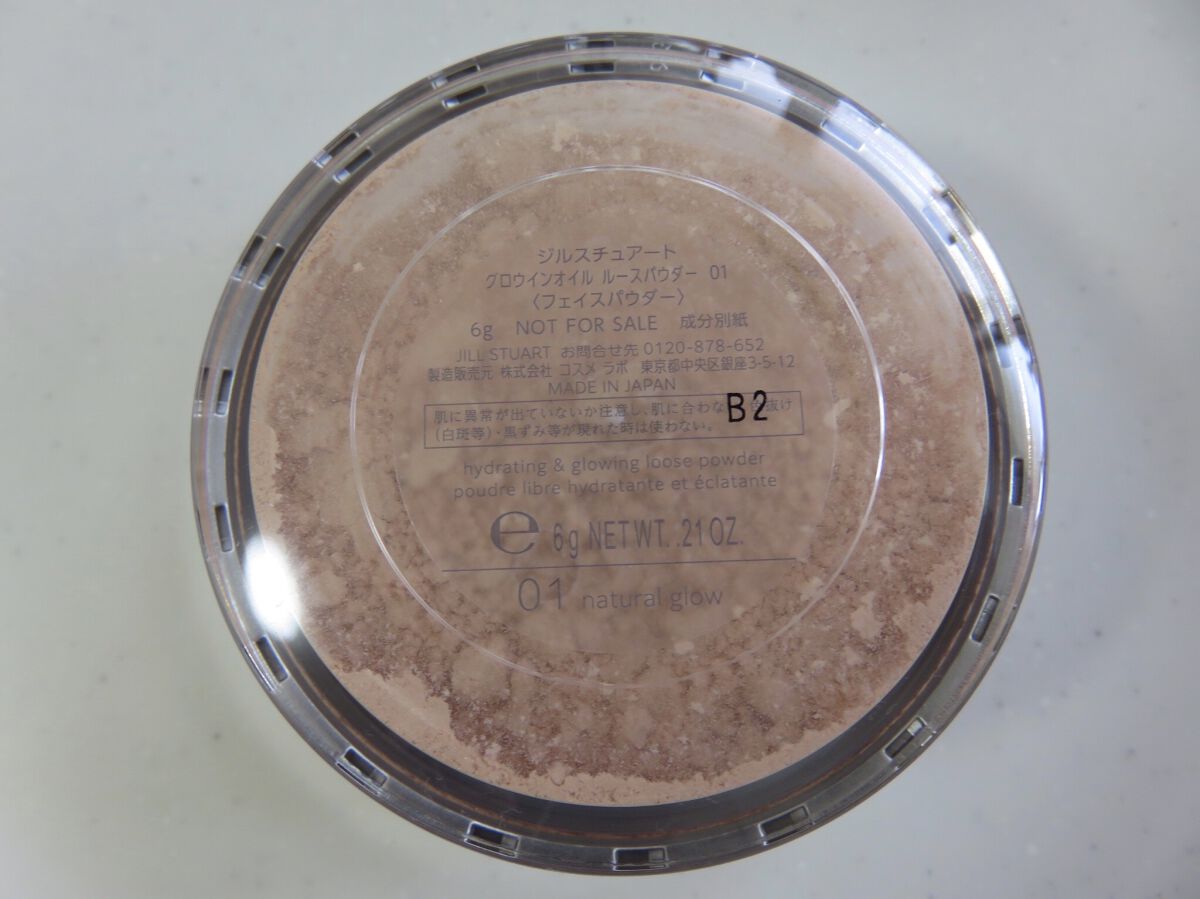 ジルスチュアート
グロウインオイル ルースパウダー 01
〈フェイスパウダー〉
6g NOT FOR SALE 成分別紙
JILL STUART お問合せ先 0120-878-652
製造販売元 株式会社 コスメ ラボ 東京都中央区銀座3-5-12
MADE IN JAPAN
肌に異常が出ていないか注意し、肌に合わな 抜け
B2
(白斑等)・黒ずみ等が現れた時は使わない。
hydrating & glowing loose powder
poudre libre hydratante et éclatante
℮ 6g NET WT. .21 OZ.
01 natural glow